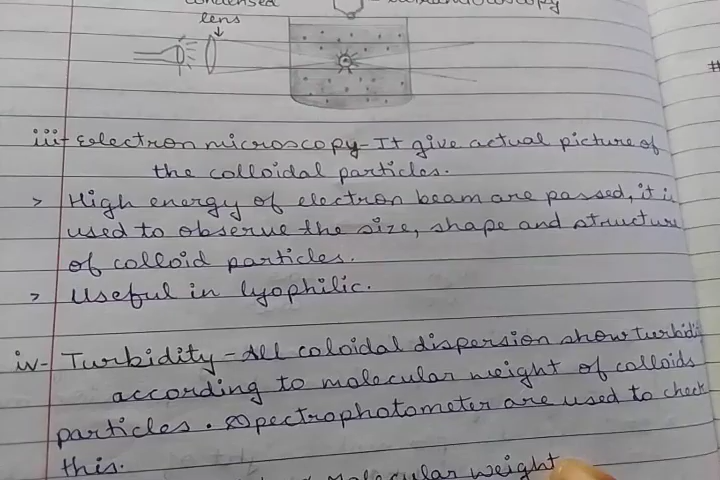 condensed
lens
iii- Electron microscopy - It give actual picture of
the colloidal particles.
> High energy of electron beam are passed, it is
used to observe the size, shape and structure
of colloid particles.
> Useful in lyophilic.
iv- Turbidity - All coloidal dispersion show turbidi
according to molecular weight of colloids
particles. Spectrophotometer are used to check
this.
molecular weight